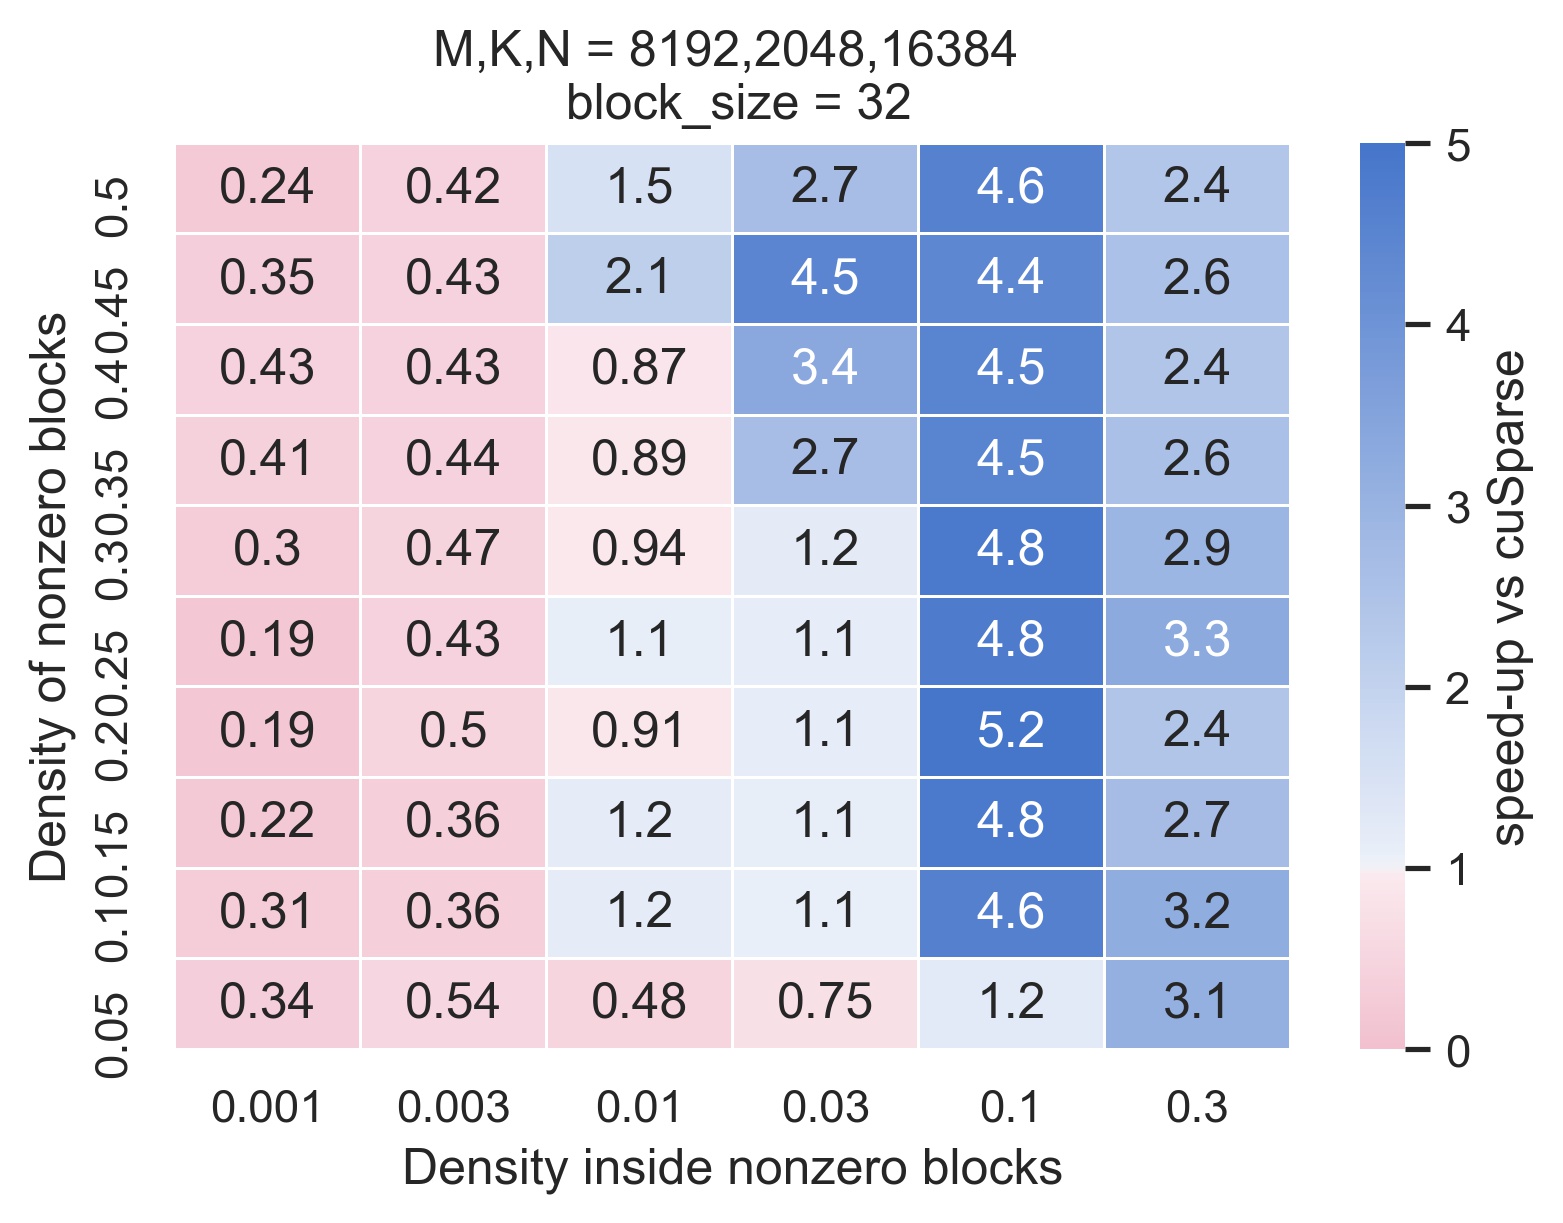 M,K,N = 8192,2048,16384
block_size = 32
Density of nonzero blocks
0.5 0.24 0.42 1.5 2.7 4.6 2.4
0.45 0.35 0.43 2.1 4.5 4.4 2.6
0.4 0.43 0.43 0.87 3.4 4.5 2.4
0.35 0.41 0.44 0.89 2.7 4.5 2.6
0.3 0.3 0.47 0.94 1.2 4.8 2.9
0.25 0.19 0.43 1.1 1.1 4.8 3.3
0.2 0.19 0.5 0.91 1.1 5.2 2.4
0.15 0.22 0.36 1.2 1.1 4.8 2.7
0.1 0.31 0.36 1.2 1.1 4.6 3.2
0.05 0.34 0.54 0.48 0.75 1.2 3.1
0.001 0.003 0.01 0.03 0.1 0.3
Density inside nonzero blocks
5
4
3
2
1
0
speed-up vs cuSparse